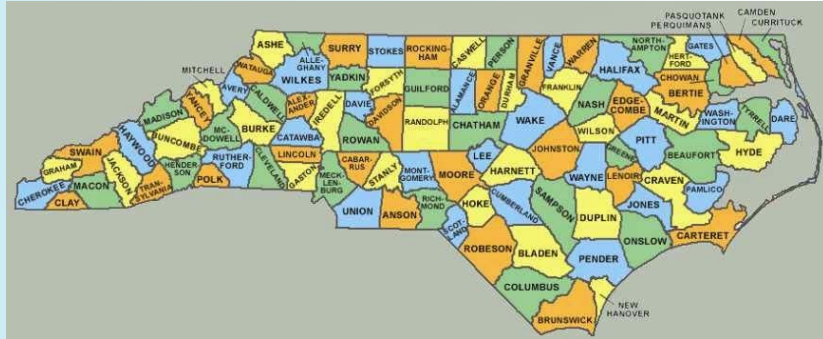 PASQUOTANK
PERQUIMANS
CAMDEN
CURRITUCK
ASHE
ALLE-
GHANY
SURRY
STOKES
ROCKING-
HAM
CASWELL
PERSON
GRANVILLE
VANCE
WARREN
NORTH-
AMPTON
GATES
HERT-
FORD
MITCHELL
WATAUGA
WILKES
YADKIN
FORSYTH
GUILFORD
ALAMANCE
ORANGE
DURHAM
FRANKLIN
HALIFAX
CHOWAN
BERTIE
AVERY
CALDWELL
ALEX-
ANDER
IREDELL
DAVIE
DAVIDSON
RANDOLPH
CHATHAM
WAKE
NASH
EDGE-
COMBE
MARTIN
WASH-
INGTON
TYRRELL
DARE
MADISON
YANCEY
MC-
DOWELL
BURKE
CATAWBA
ROWAN
WILSON
PITT
BEAUFORT
HYDE
HAYWOOD
BUNCOMBE
RUTHER-
FORD
CLEVELAND
LINCOLN
GASTON
CABAR-
RUS
STANLY
MONT-
GOMERY
MOORE
LEE
HARNETT
JOHNSTON
WAYNE
GREENE
LENOIR
CRAVEN
PAMLICO
SWAIN
GRAHAM
JACKSON
HENDER-
SON
TRAN-
SYLVANIA
POLK
MECK-
LEN-
BURG
CHEROKEE
MACON
CLAY
UNION
ANSON
RICH-
MOND
SCOT-
LAND
HOKE
CUMBERLAND
SAMPSON
DUPLIN
JONES
ONSLOW
CARTERET
ROBESON
BLADEN
PENDER
COLUMBUS
BRUNSWICK
NEW
HANOVER